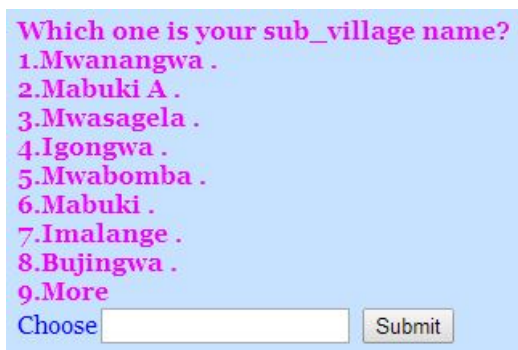 Which one is your sub_village name?
1.Mwanangwa .
2.Mabuki A .
3.Mwasagela .
4.Igongwa .
5.Mwabomba .
6.Mabuki .
7.Imalange .
8.Bujingwa .
9.More
Choose Submit